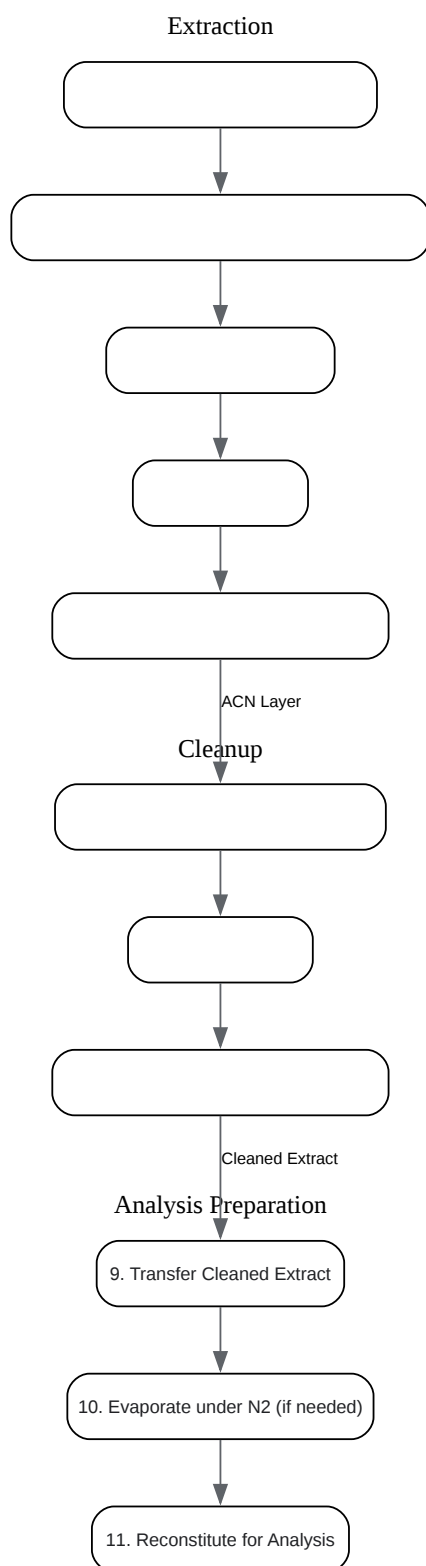 Extraction
ACN Layer
Cleanup
Cleaned Extract
Analysis Preparation
9. Transfer Cleaned Extract
10. Evaporate under N2 (if needed)
11. Reconstitute for Analysis